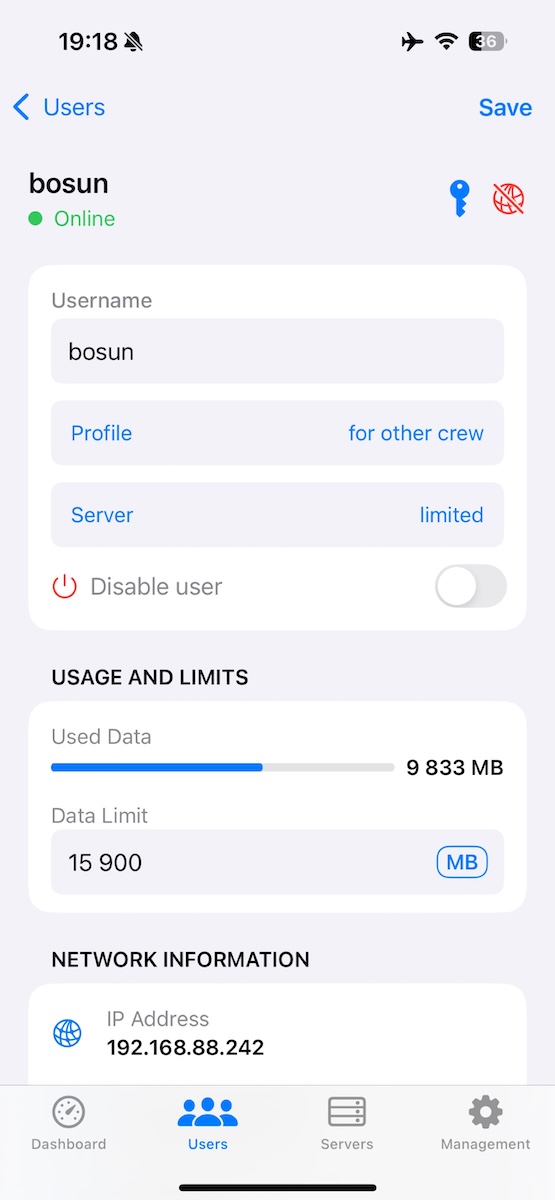 19:18
36
Users
Save
bosun
Online
Username
bosun
Profile
for other crew
Server
limited
Disable user
USAGE AND LIMITS
Used Data
9 833 MB
Data Limit
15 900
MB
NETWORK INFORMATION
IP Address
192.168.88.242
Dashboard
Users
Servers
Management